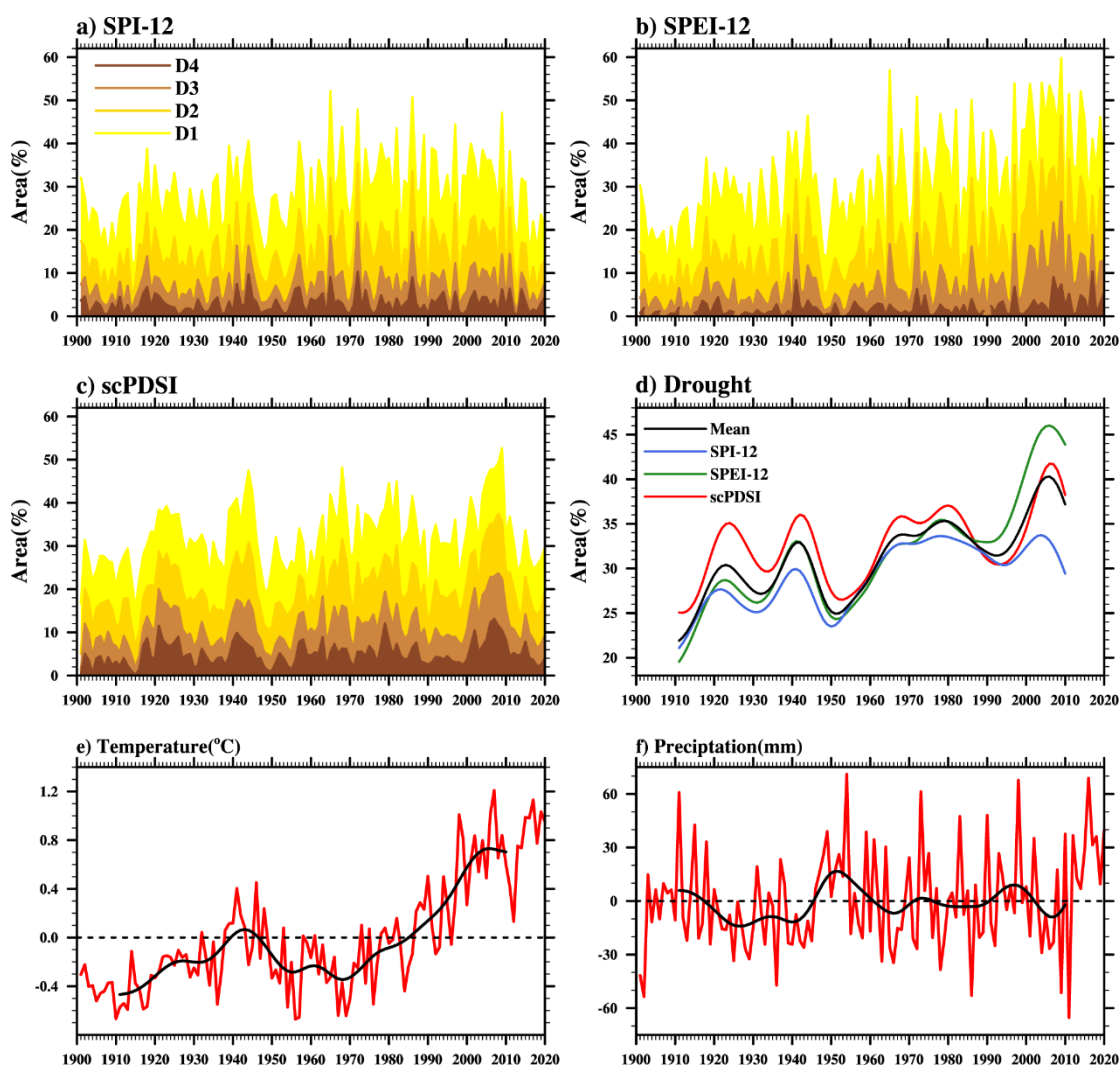 a) SPI-12
b) SPEI-12
D4
D3
D2
D1
Area(%)
60
50
40
30
20
10
0
1900 1910 1920 1930 1940 1950 1960 1970 1980 1990 2000 2010 2020
Area(%)
60
50
40
30
20
10
0
1900 1910 1920 1930 1940 1950 1960 1970 1980 1990 2000 2010 2020
c) scPDSI
d) Drought
Area(%)
60
50
40
30
20
10
0
1900 1910 1920 1930 1940 1950 1960 1970 1980 1990 2000 2010 2020
Mean
SPI-12
SPEI-12
scPDSI
Area(%)
45
40
35
30
25
20
1900 1910 1920 1930 1940 1950 1960 1970 1980 1990 2000 2010 2020
e) Temperature(°C)
f) Preciptation(mm)
1.2
0.8
0.4
0.0
-0.4
1900 1910 1920 1930 1940 1950 1960 1970 1980 1990 2000 2010 2020
60
30
0
-30
-60
1900 1910 1920 1930 1940 1950 1960 1970 1980 1990 2000 2010 2020